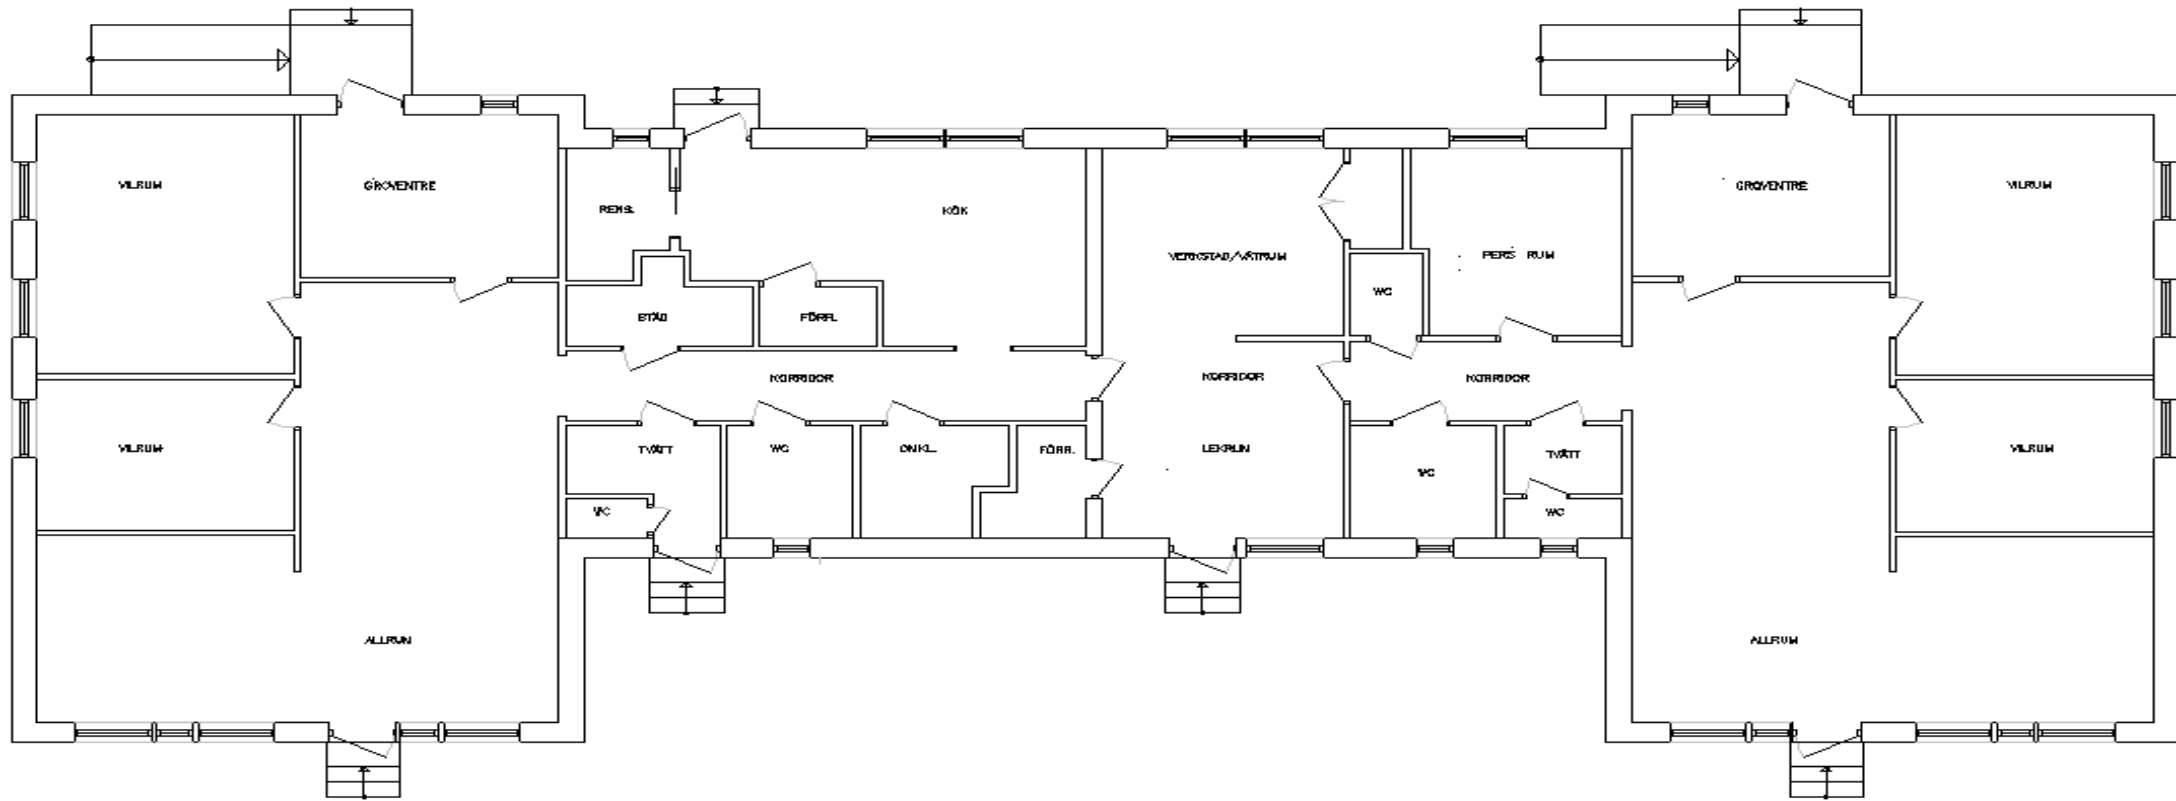 VILRUM
GROVENTRE
GROVENTRE
VILRUM
RENS.
KÖK
VERKSTAD/VÅTRUM
PERS RUM
WC
STÄD
FÖRR.
KORRIDOR
KORRIDOR
KORRIDOR
VILRUM
TVÄTT
WC
OMKL.
FÖRR.
LEKRUM
WC
TVÄTT
VILRUM
WC
WC
ALLRUM
ALLRUM